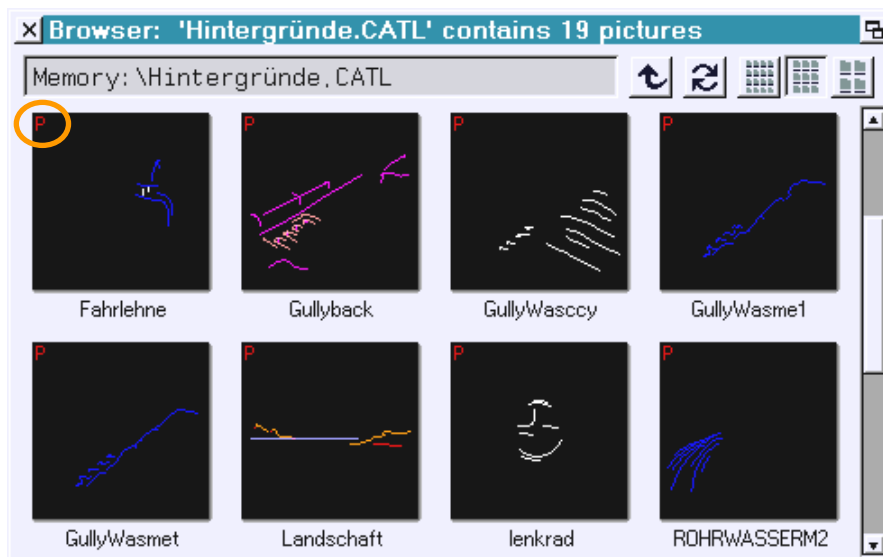 Browser: 'Hintergründe.CATL' contains 19 pictures
Memory:\Hintergründe.CATL
P P P P
Fahrlehne Gullyback GullyWasccy GullyWasme1
P P P P
GullyWasmet Landschaft lenkrad ROHRWASSERM2